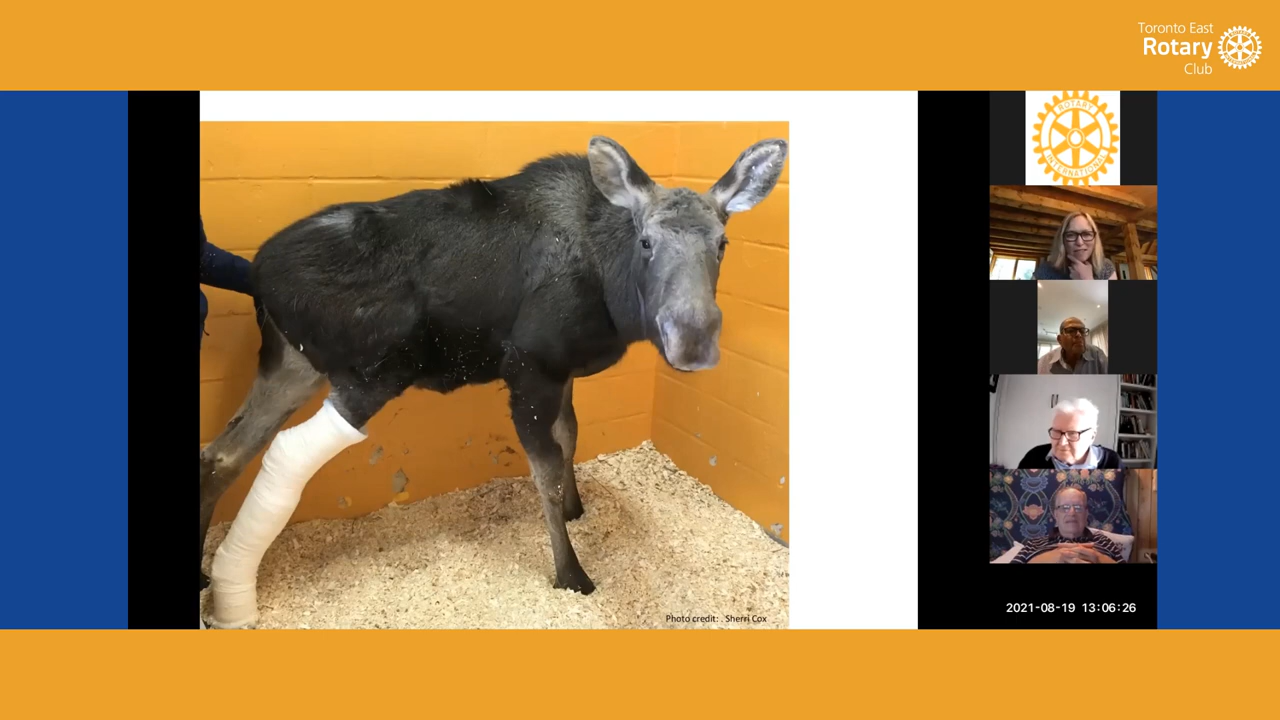 Toronto East
Rotary
Club
ROTARY
INTERNATIONAL
Photo credit: . Sherri Cox
2021-08-19 13:06:26